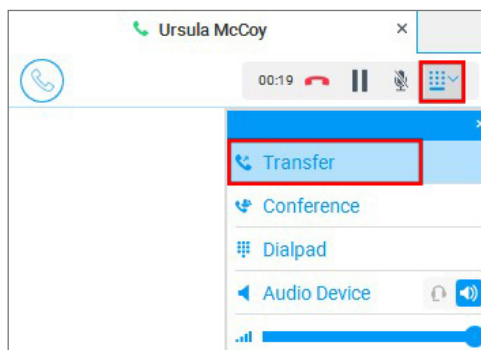 Ursula McCoy
00:19
Transfer
Conference
Dialpad
Audio Device